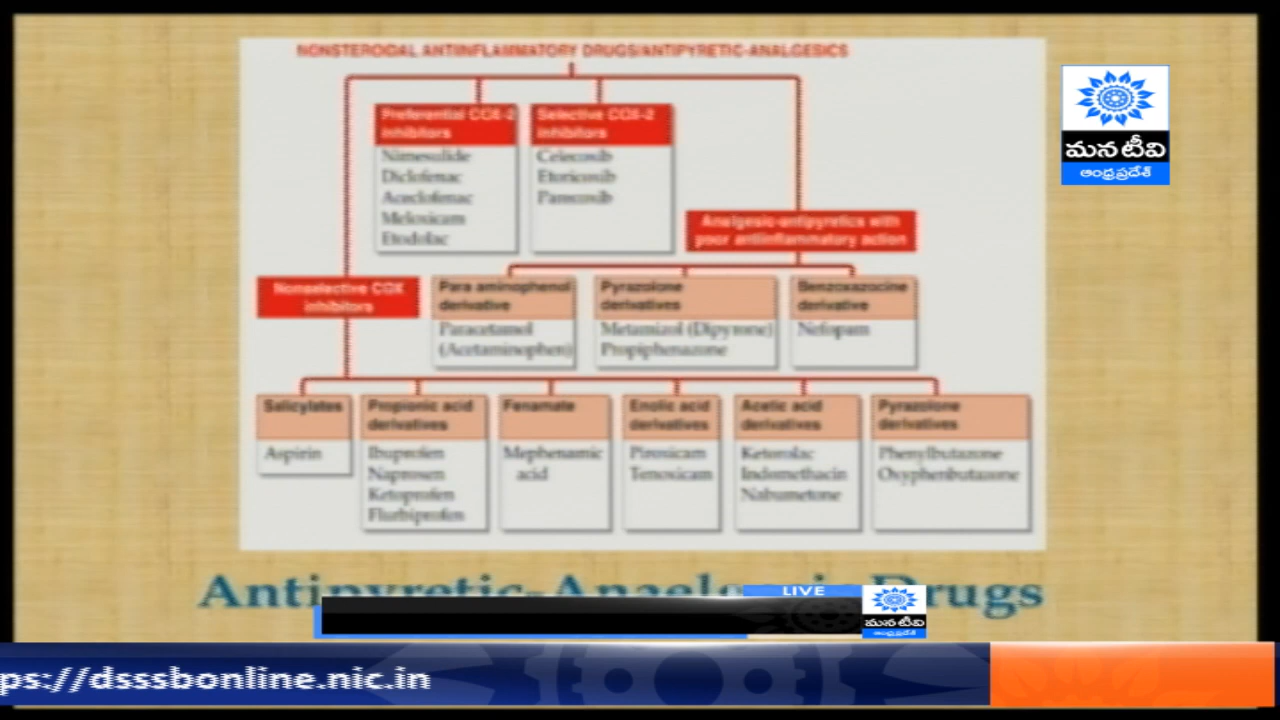 NONSTEROIDAL ANTIINFLAMMATORY DRUGS/ANTIPYRETIC-ANALGESICS
Preferential COX-2
inhibitors
Nimesulide
Diclofenac
Aceclofenac
Meloxicam
Etodolac
Selective COX-2
inhibitors
Celecoxib
Etoricoxib
Parecoxib
Analgesic-antipyretics with
poor antiinflammatory action
Nonselective COX
inhibitors
Para aminophenol
derivative
Paracetamol
(Acetaminophen)
Pyrazolone
derivatives
Metamizol (Dipyrone)
Propiphenazone
Benzoxazocine
derivative
Nefopam
Salicylates
Aspirin
Propionic acid
derivatives
Ibuprofen
Naproxen
Ketoprofen
Flurbiprofen
Fenamate
Mephenamic
acid
Enolic acid
derivatives
Piroxicam
Tenoxicam
Acetic acid
derivatives
Ketorolac
Indomethacin
Nabumetone
Pyrazolone
derivatives
Phenylbutazone
Oxyphenbutazone
మన టీవి
ఆంధ్రప్రదేశ్
Drugs
LIVE
మన టీవి
ఆంధ్రప్రదేశ్
ps://dsssbonline.nic.in